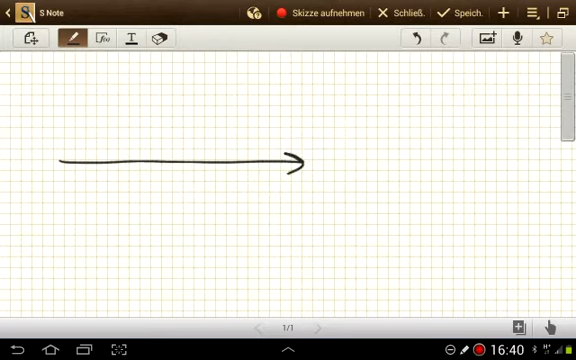 S Note
Skizze aufnehmen
Schließ.
Speich.
f(x)
T
1/1
16:40